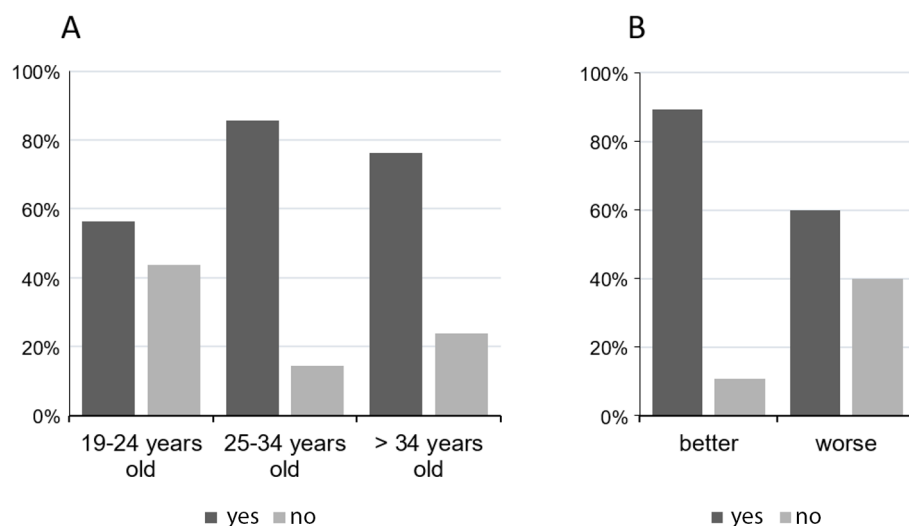 A
B
100%
80%
60%
40%
20%
0%
19-24 years
old
25-34 years
old
> 34 years
old
yes
no
100%
80%
60%
40%
20%
0%
better
worse
yes
no